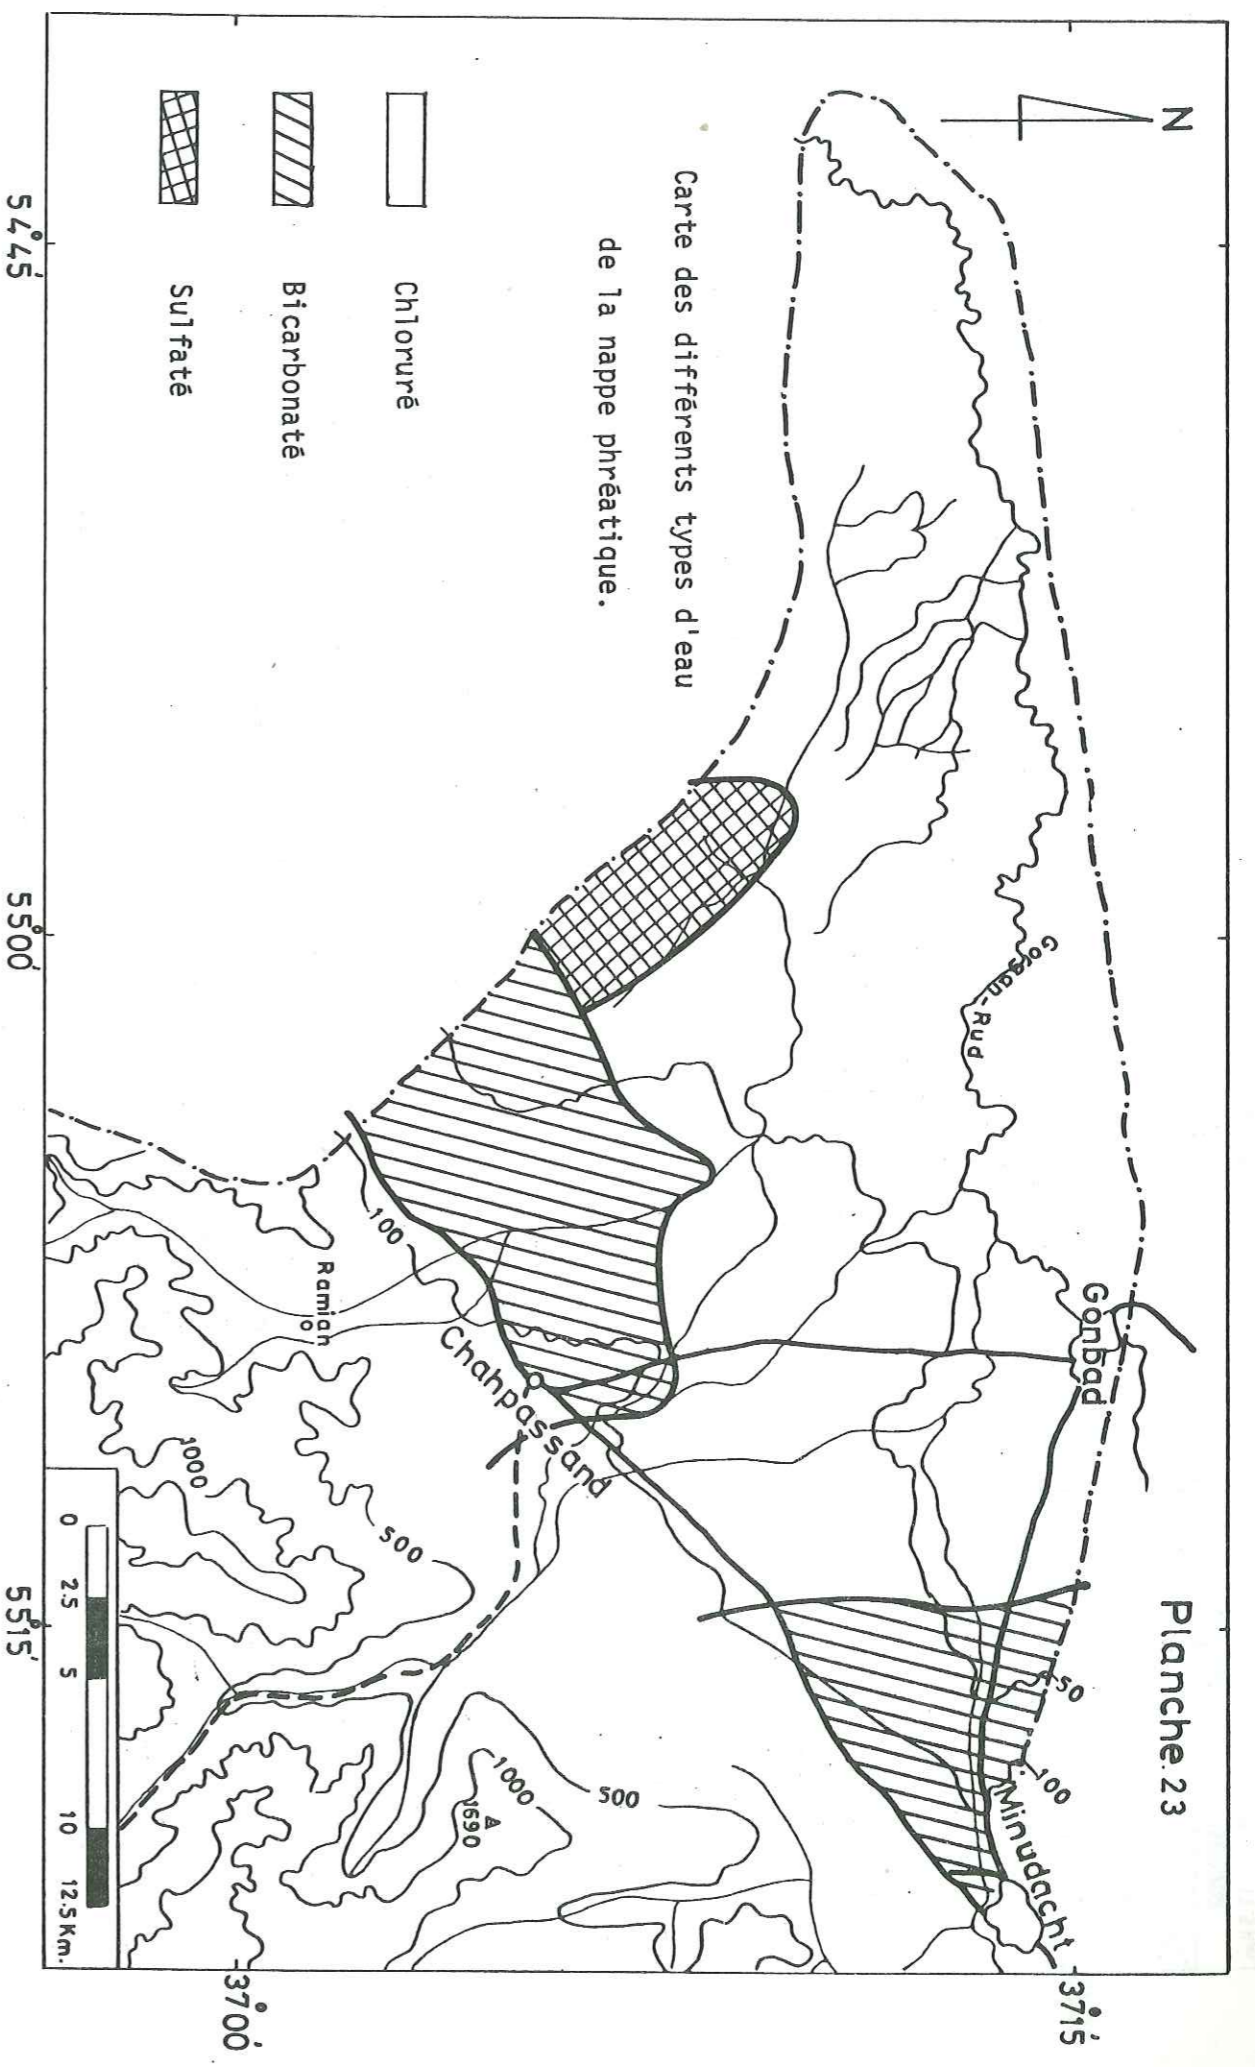 Planche.23
N
Carte des différents types d'eau
de la nappe phréatique.
Chloruré
Bicarbonaté
Sulfaté
Gorgan-Rud
Gonbad
Minudacht
Chahpassand
Ramian
50
100
100
500
1000
500
1000
1690
37°15'
37°00'
54°45'
55°00'
55°15'
0 2.5 5 10 12.5Km.